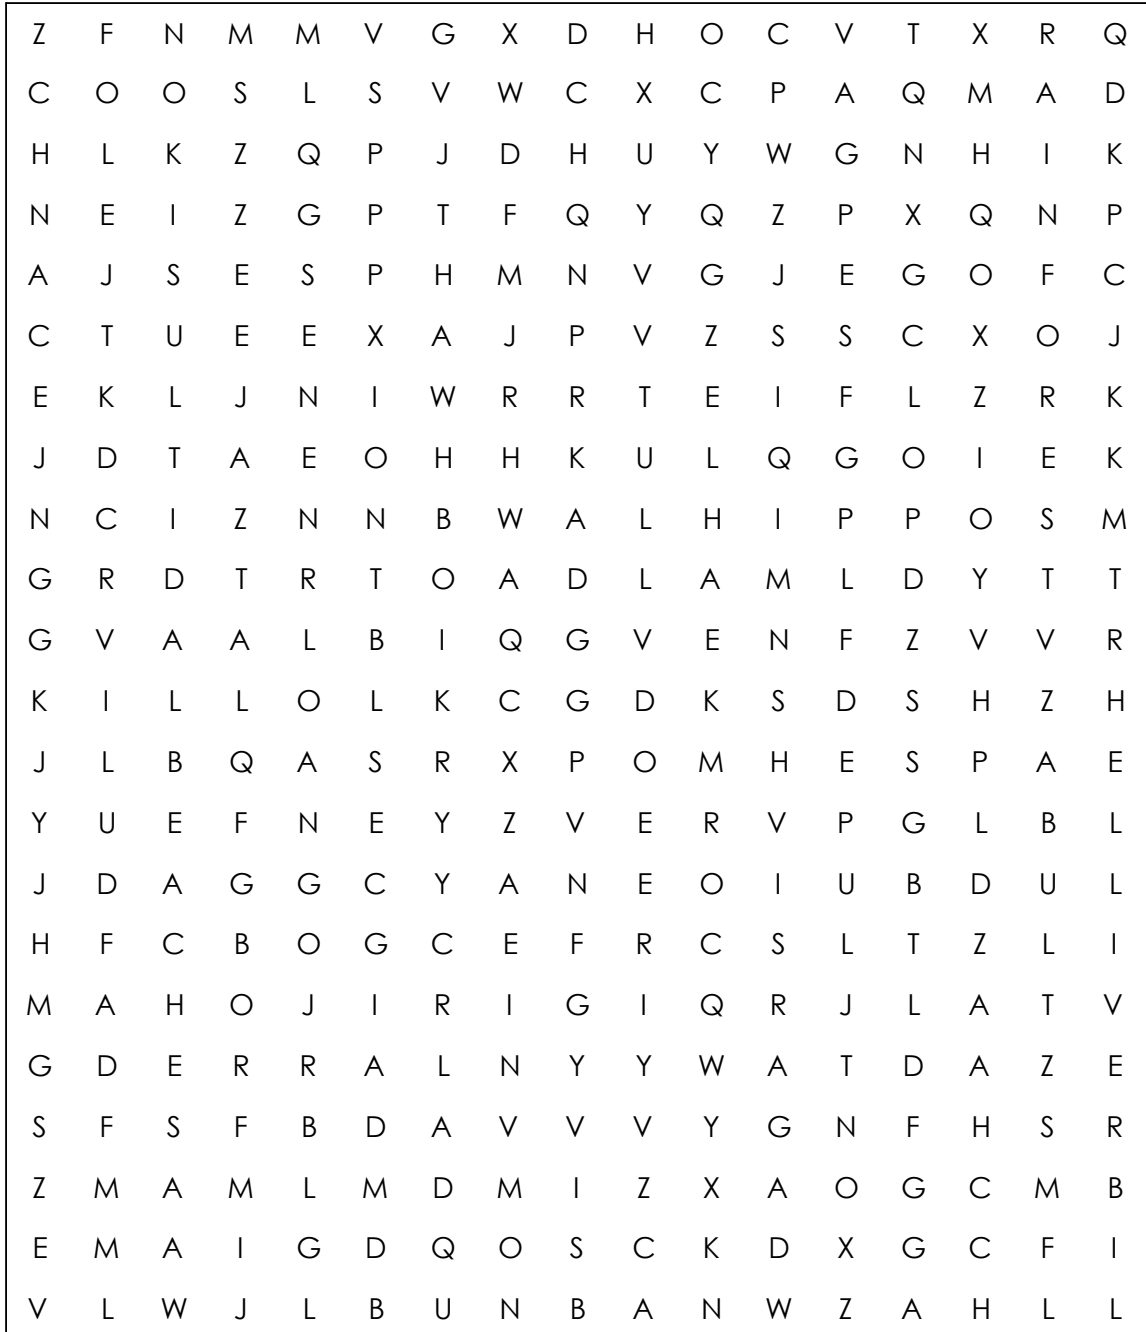 Z F N M M V G X D H O C V T X R Q
C O O S L S V W C X C P A Q M A D
H L K Z Q P J D H U Y W G N H I K
N E I Z G P T F Q Y Q Z P X Q N P
A J S E S P H M N V G J E G O F C
C T U E E X A J P V Z S S C X O J
E K L J N I W R R T E I F L Z R K
J D T A E O H H K U L Q G O I E K
N C I Z N N B W A L H I P P O S M
G R D T R T O A D L A M L D Y T T
G V A A L B I Q G V E N F Z V V R
K I L L O L K C G D K S D S H Z H
J L B Q A S R X P O M H E S P A E
Y U E F N E Y Z V E R V P G L B L
J D A G G C Y A N E O I U B D U L
H F C B O G C E F R C S L T Z L I
M A H O J I R I G I Q R J L A T V
G D E R R A L N Y Y W A T D A Z E
S F S F B D A V V V Y G N F H S R
Z M A M L M D M I Z X A O G C M B
E M A I G D Q O S C K D X G C F I
V L W J L B U N B A N W Z A H L L